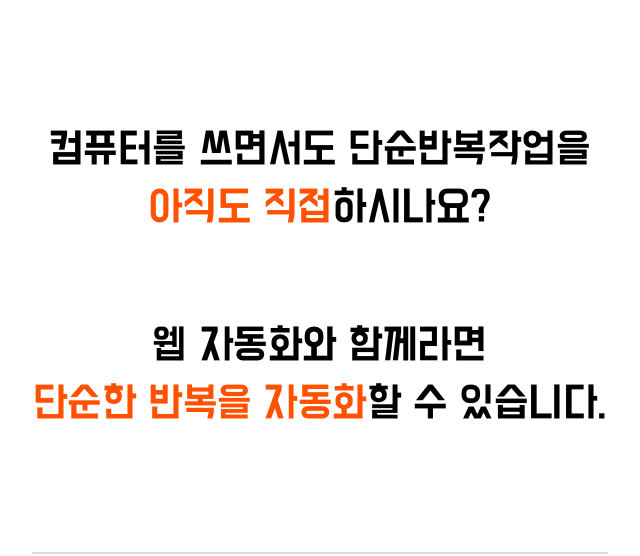 컴퓨터를 쓰면서도 단순반복작업을
아직도 직접하시나요?
웹 자동화와 함께라면
단순한 반복을 자동화할 수 있습니다.